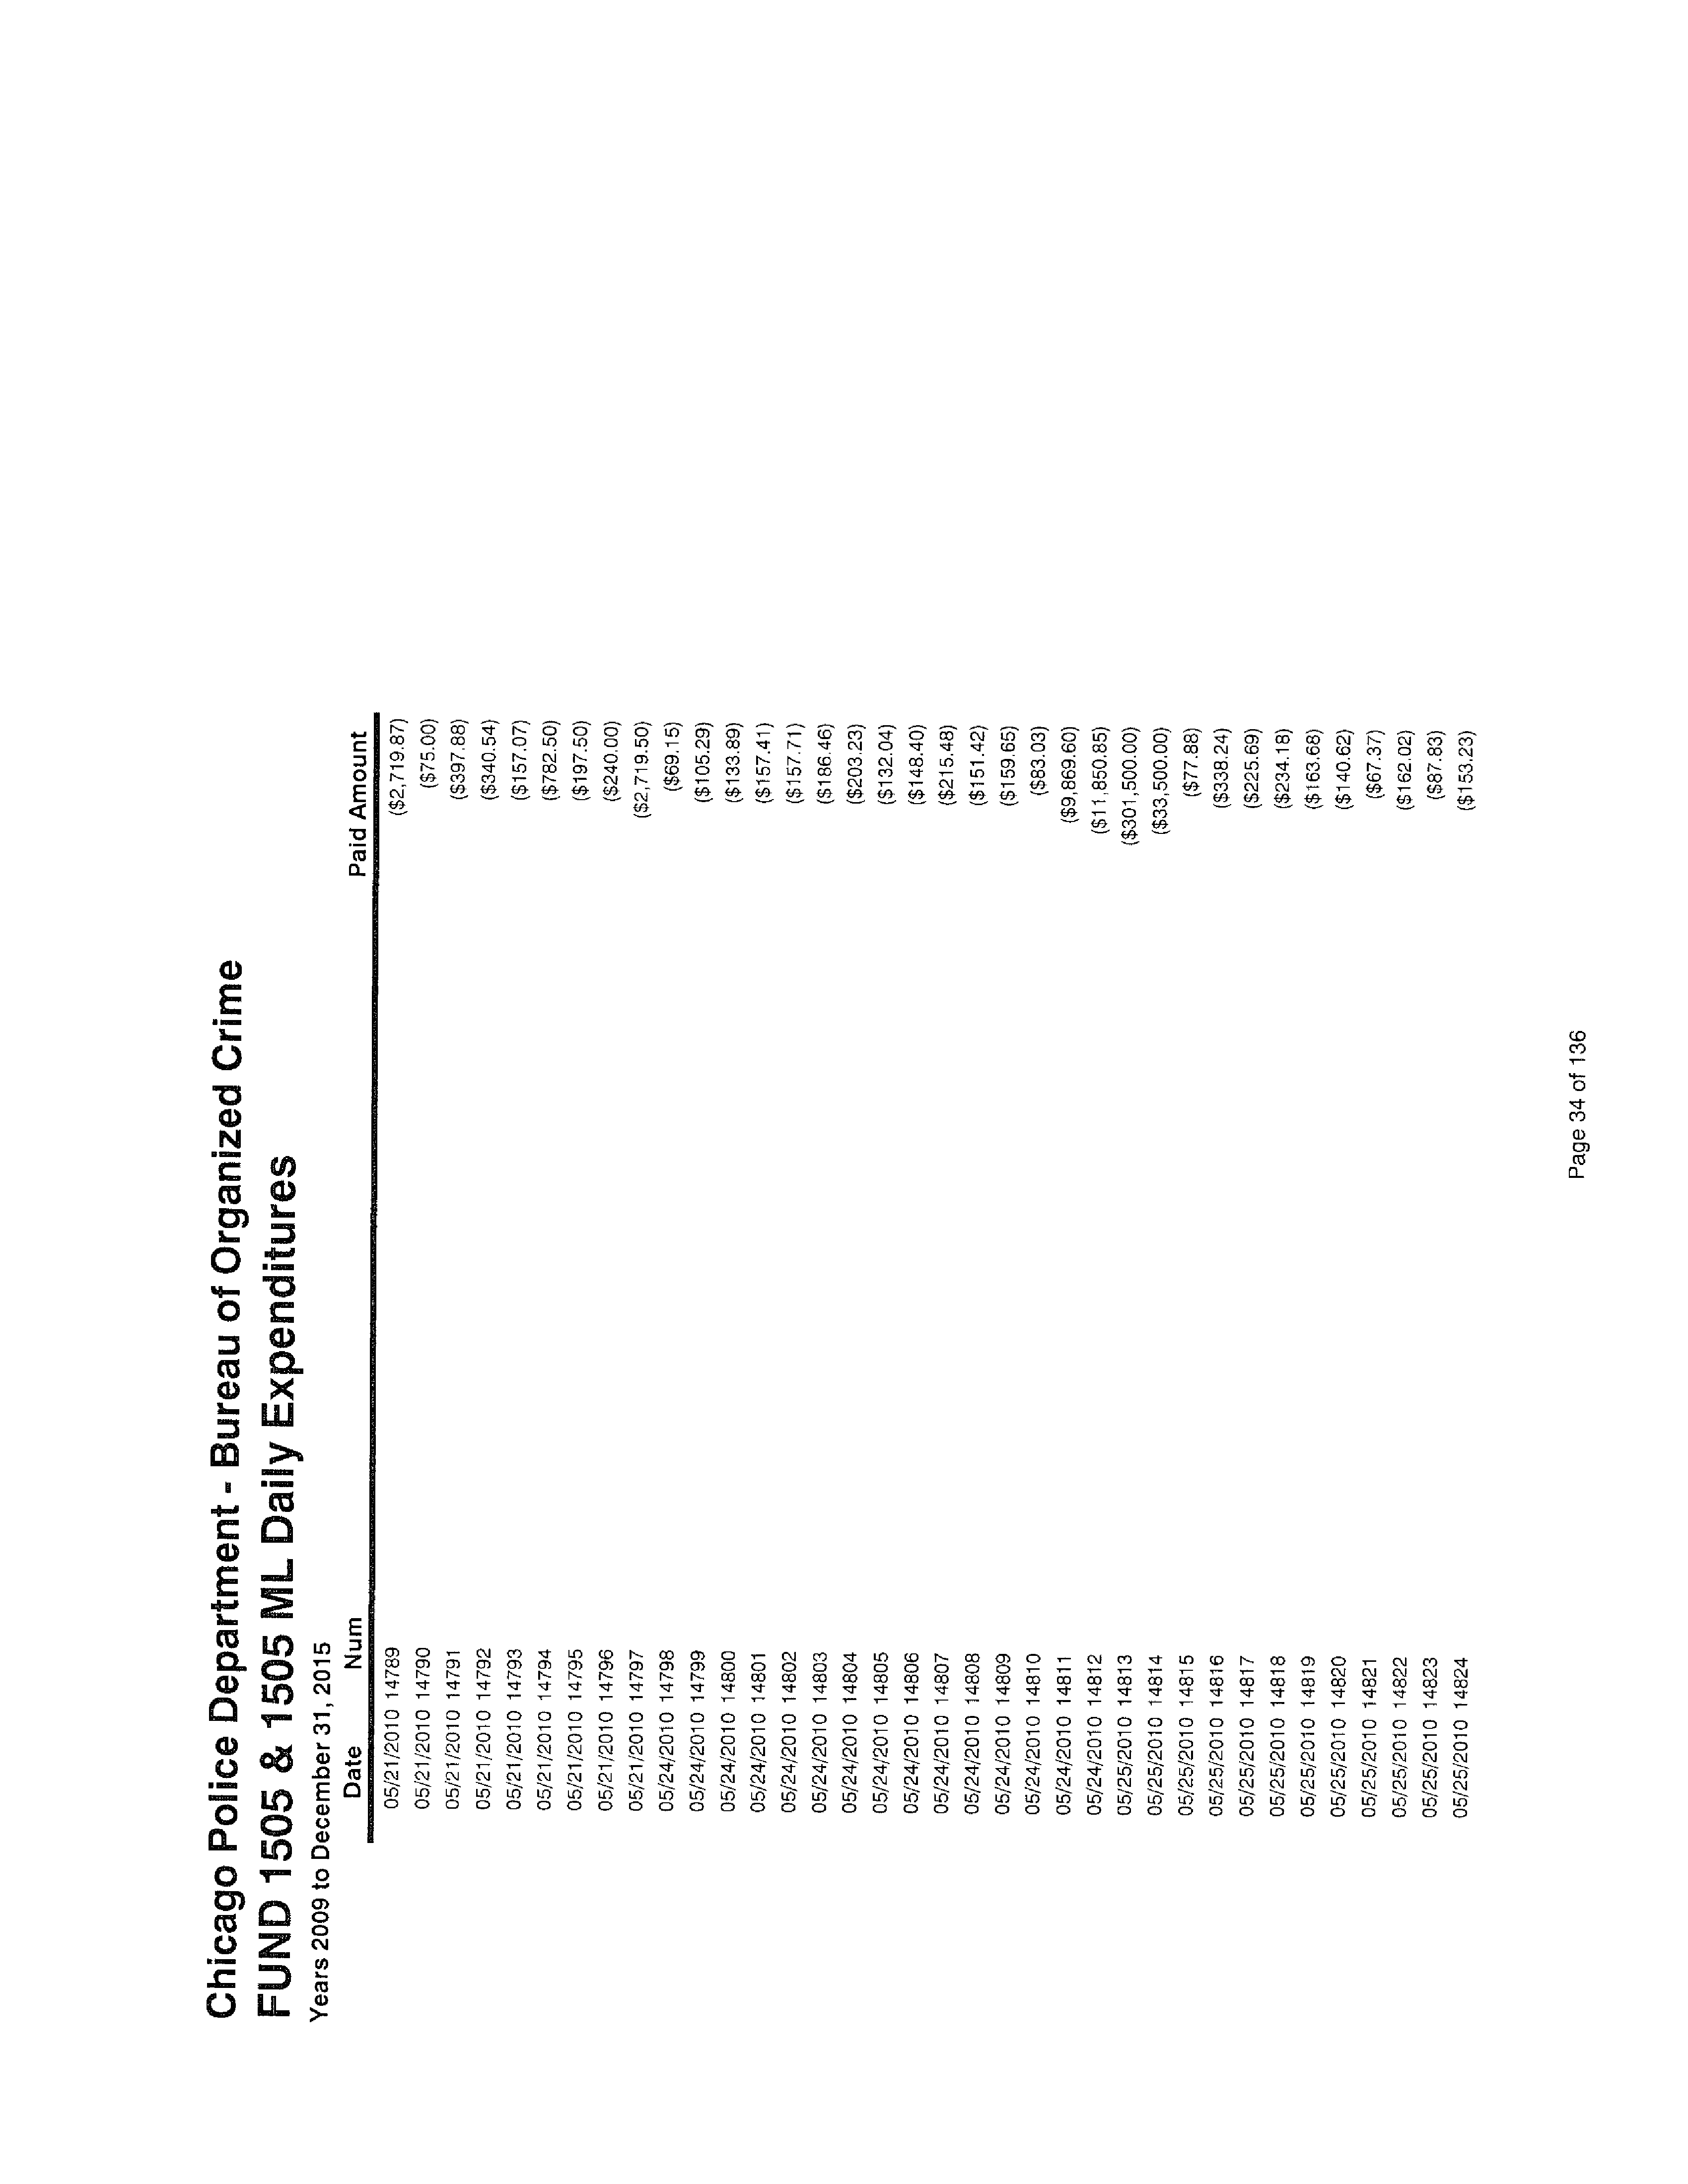 Chicago Police Department - Bureau of Organized Crime
FUND 1505 & 1505 ML Daily Expenditures
Years 2009 to December 31, 2015
Date Num Paid Amount
05/21/2010 14789 ($2,719.87)
05/21/2010 14790 ($75.00)
05/21/2010 14791 ($397.88)
05/21/2010 14792 ($340.54)
05/21/2010 14793 ($157.07)
05/21/2010 14794 ($782.50)
05/21/2010 14795 ($197.50)
05/21/2010 14796 ($240.00)
05/21/2010 14797 ($2,719.50)
05/24/2010 14798 ($69.15)
05/24/2010 14799 ($105.29)
05/24/2010 14800 ($133.89)
05/24/2010 14801 ($157.41)
05/24/2010 14802 ($157.71)
05/24/2010 14803 ($186.46)
05/24/2010 14804 ($203.23)
05/24/2010 14805 ($132.04)
05/24/2010 14806 ($148.40)
05/24/2010 14807 ($215.48)
05/24/2010 14808 ($151.42)
05/24/2010 14809 ($159.65)
05/24/2010 14810 ($83.03)
05/24/2010 14811 ($9,869.60)
05/24/2010 14812 ($11,850.85)
05/25/2010 14813 ($301,500.00)
05/25/2010 14814 ($33,500.00)
05/25/2010 14815 ($77.88)
05/25/2010 14816 ($338.24)
05/25/2010 14817 ($225.69)
05/25/2010 14818 ($234.18)
05/25/2010 14819 ($163.68)
05/25/2010 14820 ($140.62)
05/25/2010 14821 ($67.37)
05/25/2010 14822 ($162.02)
05/25/2010 14823 ($87.83)
05/25/2010 14824 ($153.23)
Page 34 of 136